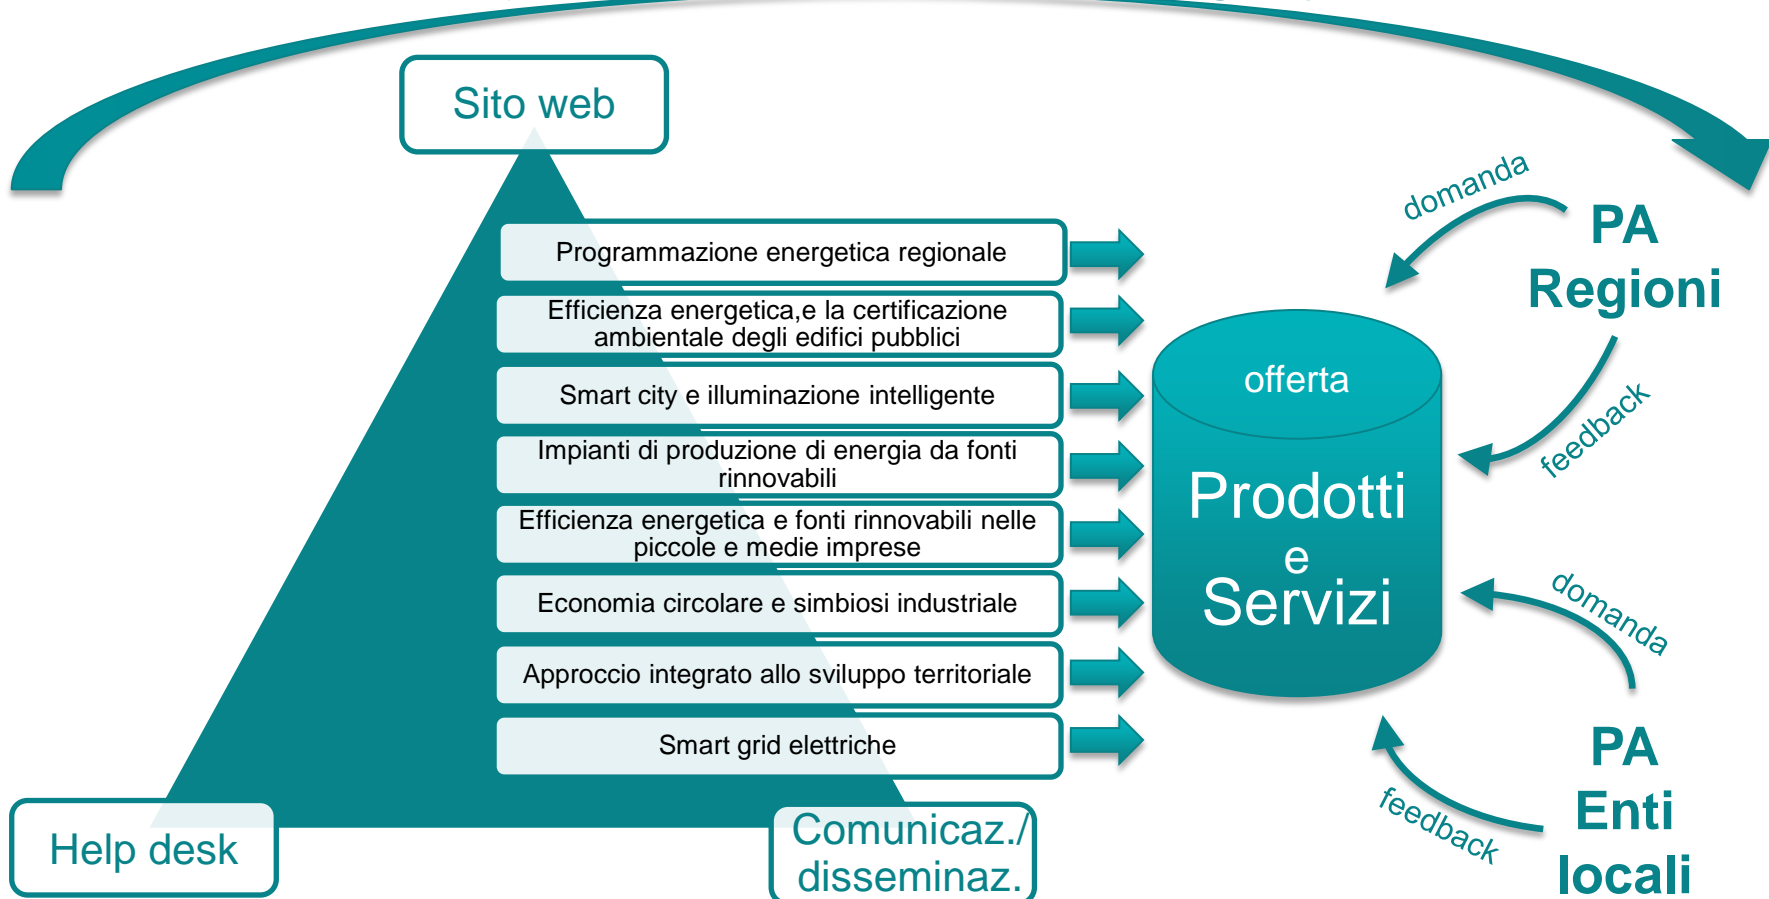 Sito web
Programmazione energetica regionale
Efficienza energetica,e la certificazione
ambientale degli edifici pubblici
Smart city e illuminazione intelligente
Impianti di produzione di energia da fonti
rinnovabili
Efficienza energetica e fonti rinnovabili nelle
piccole e medie imprese
Economia circolare e simbiosi industriale
Approccio integrato allo sviluppo territoriale
Smart grid elettriche
Help desk
Comunicaz./
disseminaz.
offerta
Prodotti
e
Servizi
domanda
PA
Regioni
feedback
domanda
PA
Enti
locali
feedback